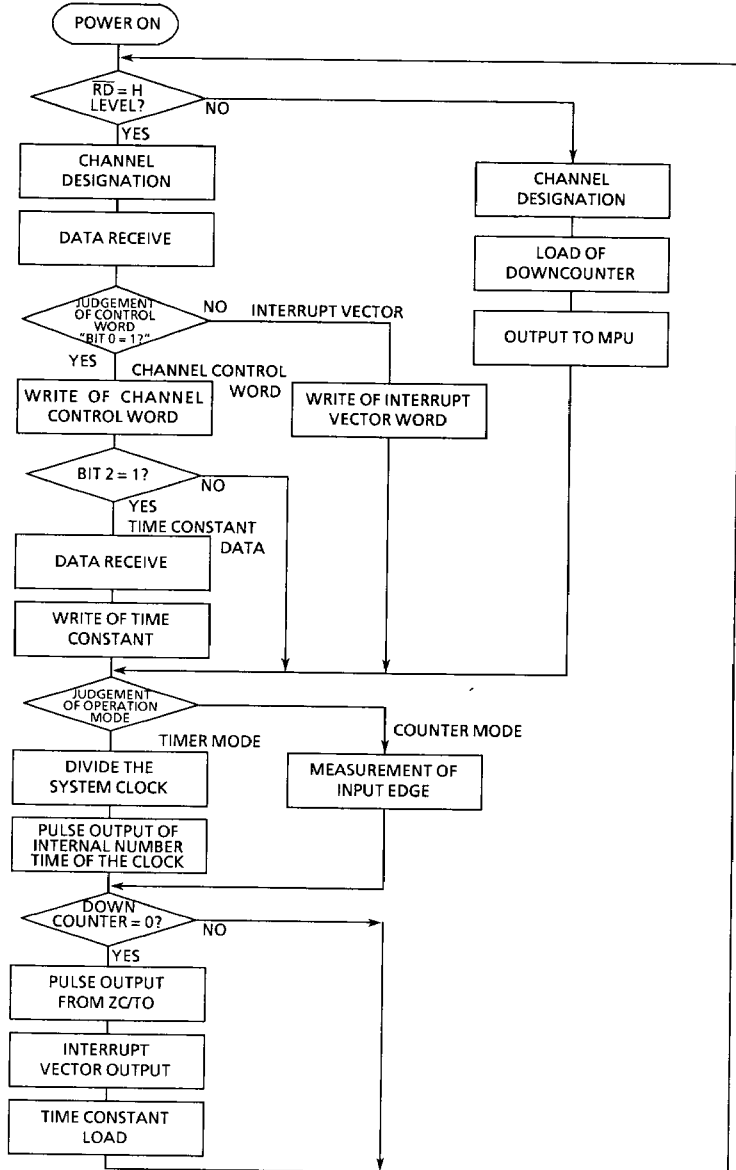 POWER ON
RD = H
LEVEL?
NO
YES
CHANNEL
DESIGNATION
CHANNEL
DESIGNATION
DATA RECEIVE
LOAD OF
DOWNCOUNTER
JUDGEMENT
OF CONTROL
WORD
"BIT 0 = 1?"
NO
INTERRUPT VECTOR
OUTPUT TO MPU
YES
CHANNEL CONTROL
WORD
WRITE OF CHANNEL
CONTROL WORD
WRITE OF INTERRUPT
VECTOR WORD
BIT 2 = 1?
NO
YES
TIME CONSTANT
DATA
DATA RECEIVE
WRITE OF TIME
CONSTANT
JUDGEMENT
OF OPERATION
MODE
COUNTER MODE
TIMER MODE
DIVIDE THE
SYSTEM CLOCK
MEASUREMENT OF
INPUT EDGE
PULSE OUTPUT OF
INTERNAL NUMBER
TIME OF THE CLOCK
DOWN
COUNTER = 0?
NO
YES
PULSE OUTPUT
FROM ZC/TO
INTERRUPT
VECTOR OUTPUT
TIME CONSTANT
LOAD